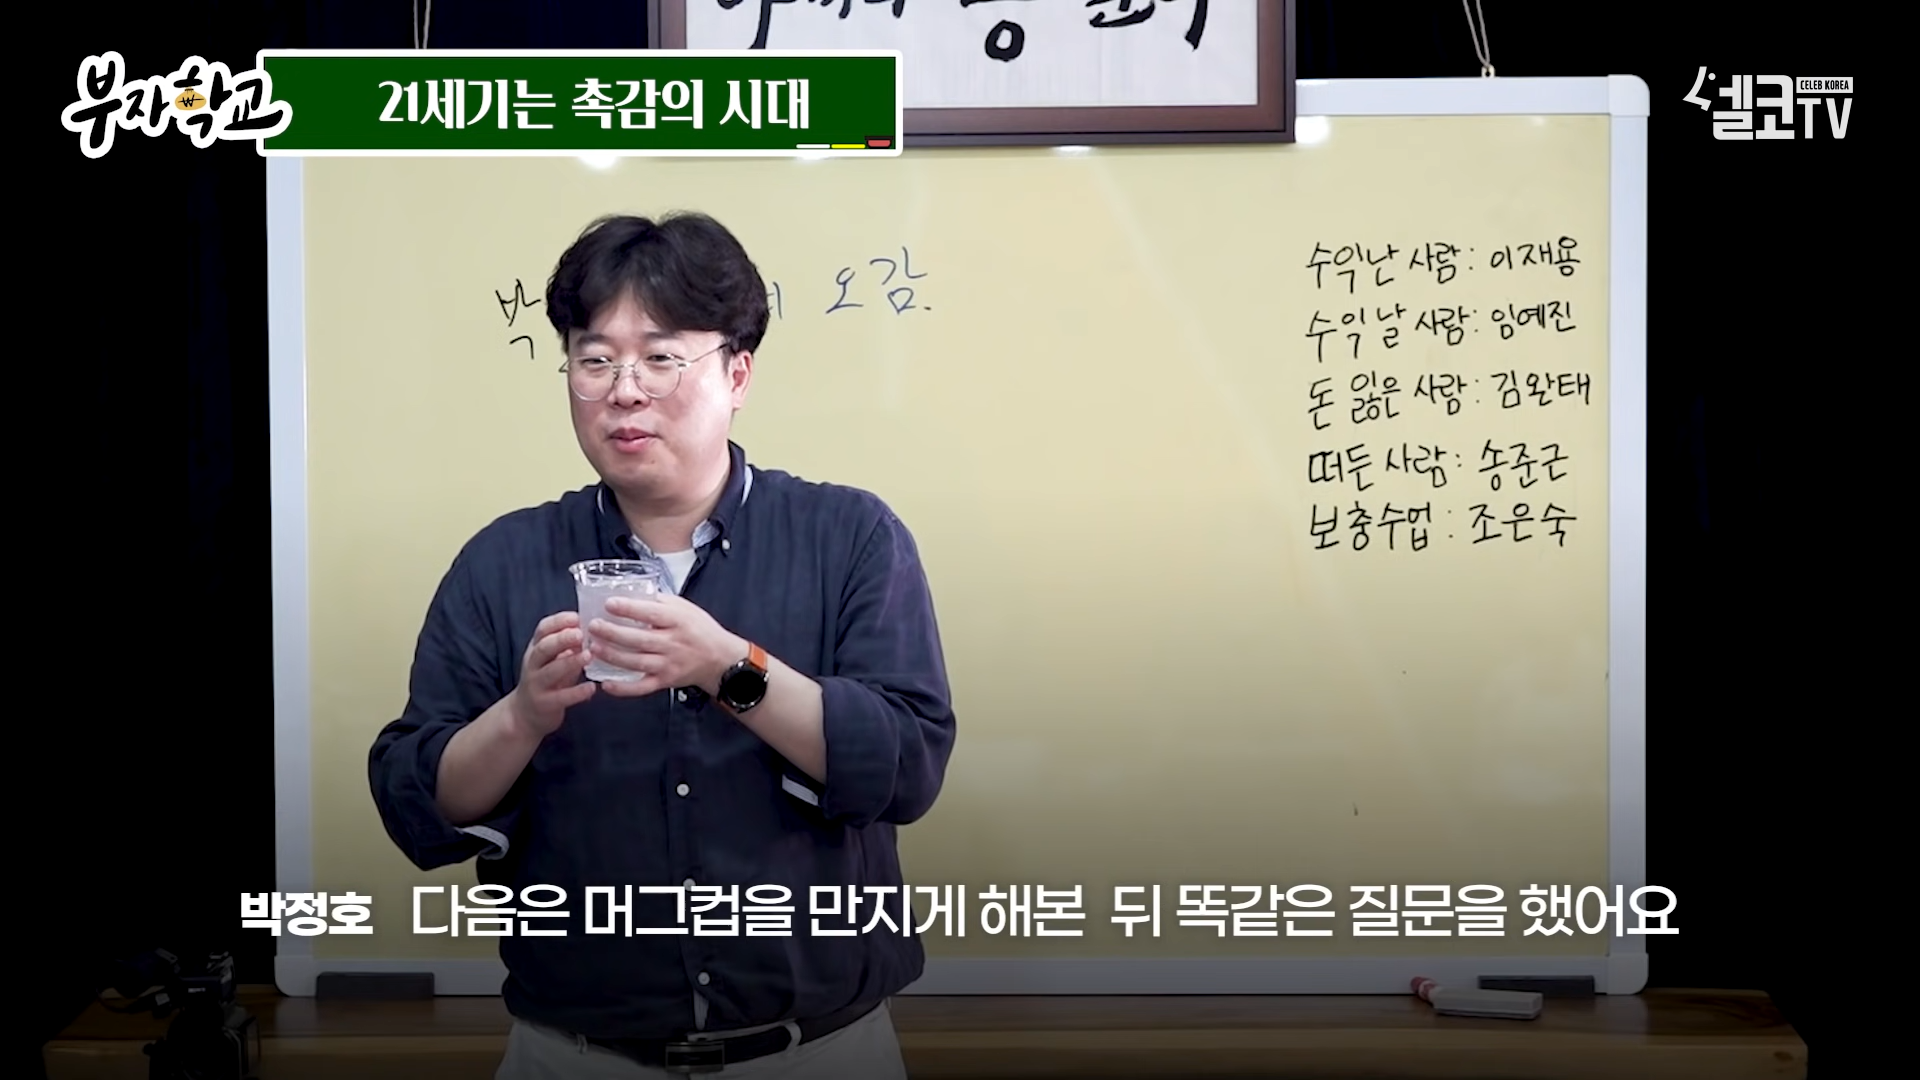 부자학교
21세기는 촉감의 시대
CELEB KOREA
셀코TV
박
오감.
수익난 사람: 이재용
수익날 사람: 임예진
돈 잃은 사람: 김완태
떠든 사람: 송준근
보충수업: 조은숙
박정호 다음은 머그컵을 만지게 해본 뒤 똑같은 질문을 했어요